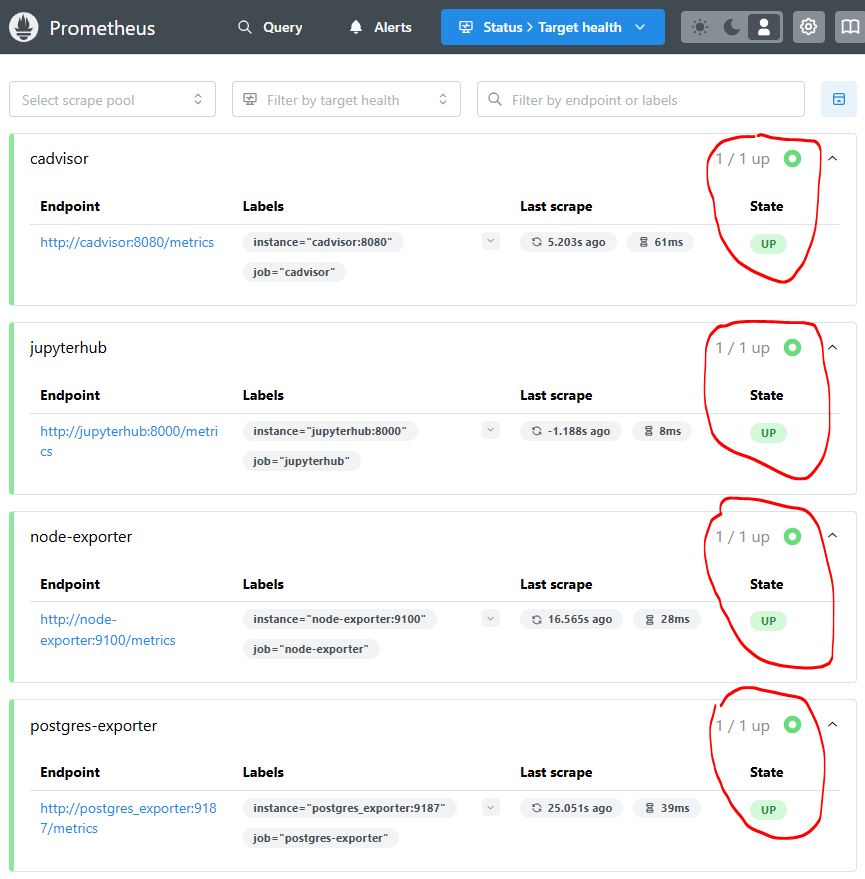 Prometheus Query Alerts Status > Target health
Select scrape pool Filter by target health Filter by endpoint or labels
cadvisor 1 / 1 up
Endpoint Labels Last scrape State
http://cadvisor:8080/metrics instance="cadvisor:8080" 5.203s ago 61ms UP
job="cadvisor"
jupyterhub 1 / 1 up
Endpoint Labels Last scrape State
http://jupyterhub:8000/metri instance="jupyterhub:8000" -1.188s ago 8ms UP
cs
job="jupyterhub"
node-exporter 1 / 1 up
Endpoint Labels Last scrape State
http://node- instance="node-exporter:9100" 16.565s ago 28ms UP
exporter:9100/metrics
job="node-exporter"
postgres-exporter 1 / 1 up
Endpoint Labels Last scrape State
http://postgres_exporter:918 instance="postgres_exporter:9187" 25.051s ago 39ms UP
7/metrics
job="postgres-exporter"